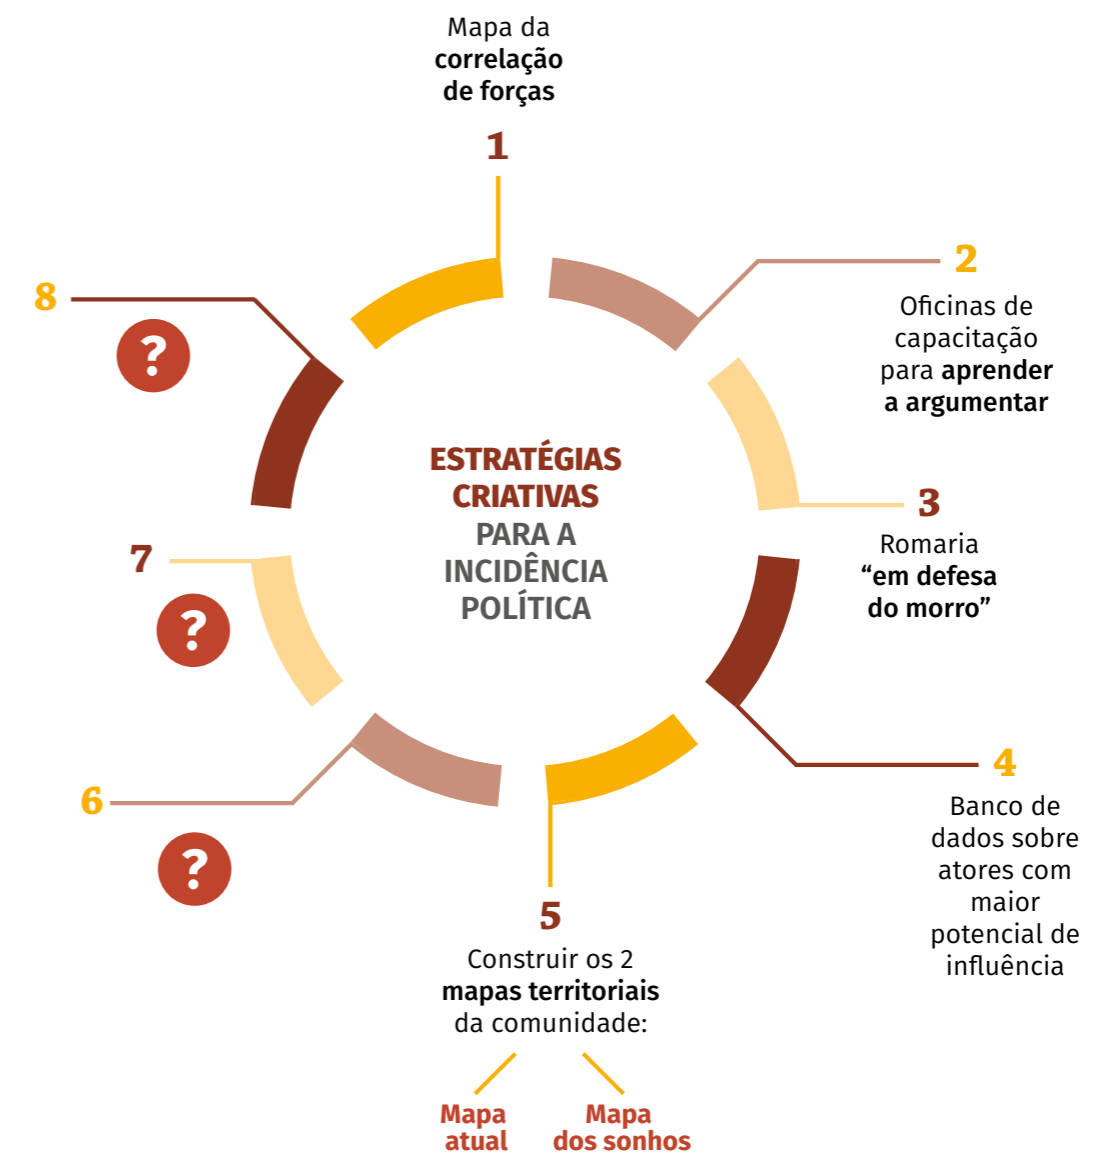 Mapa da
correlação
de forças
1
2
Oficinas de
capacitação
para aprender
a argumentar
3
Romaria
“em defesa
do morro”
4
Banco de
dados sobre
atores com
maior
potencial de
influência
5
Construir os 2
mapas territoriais
da comunidade:
Mapa
atual
Mapa
dos sonhos
6
?
7
?
8
?
ESTRATÉGIAS
CRIATIVAS
PARA A
INCIDÊNCIA
POLÍTICA